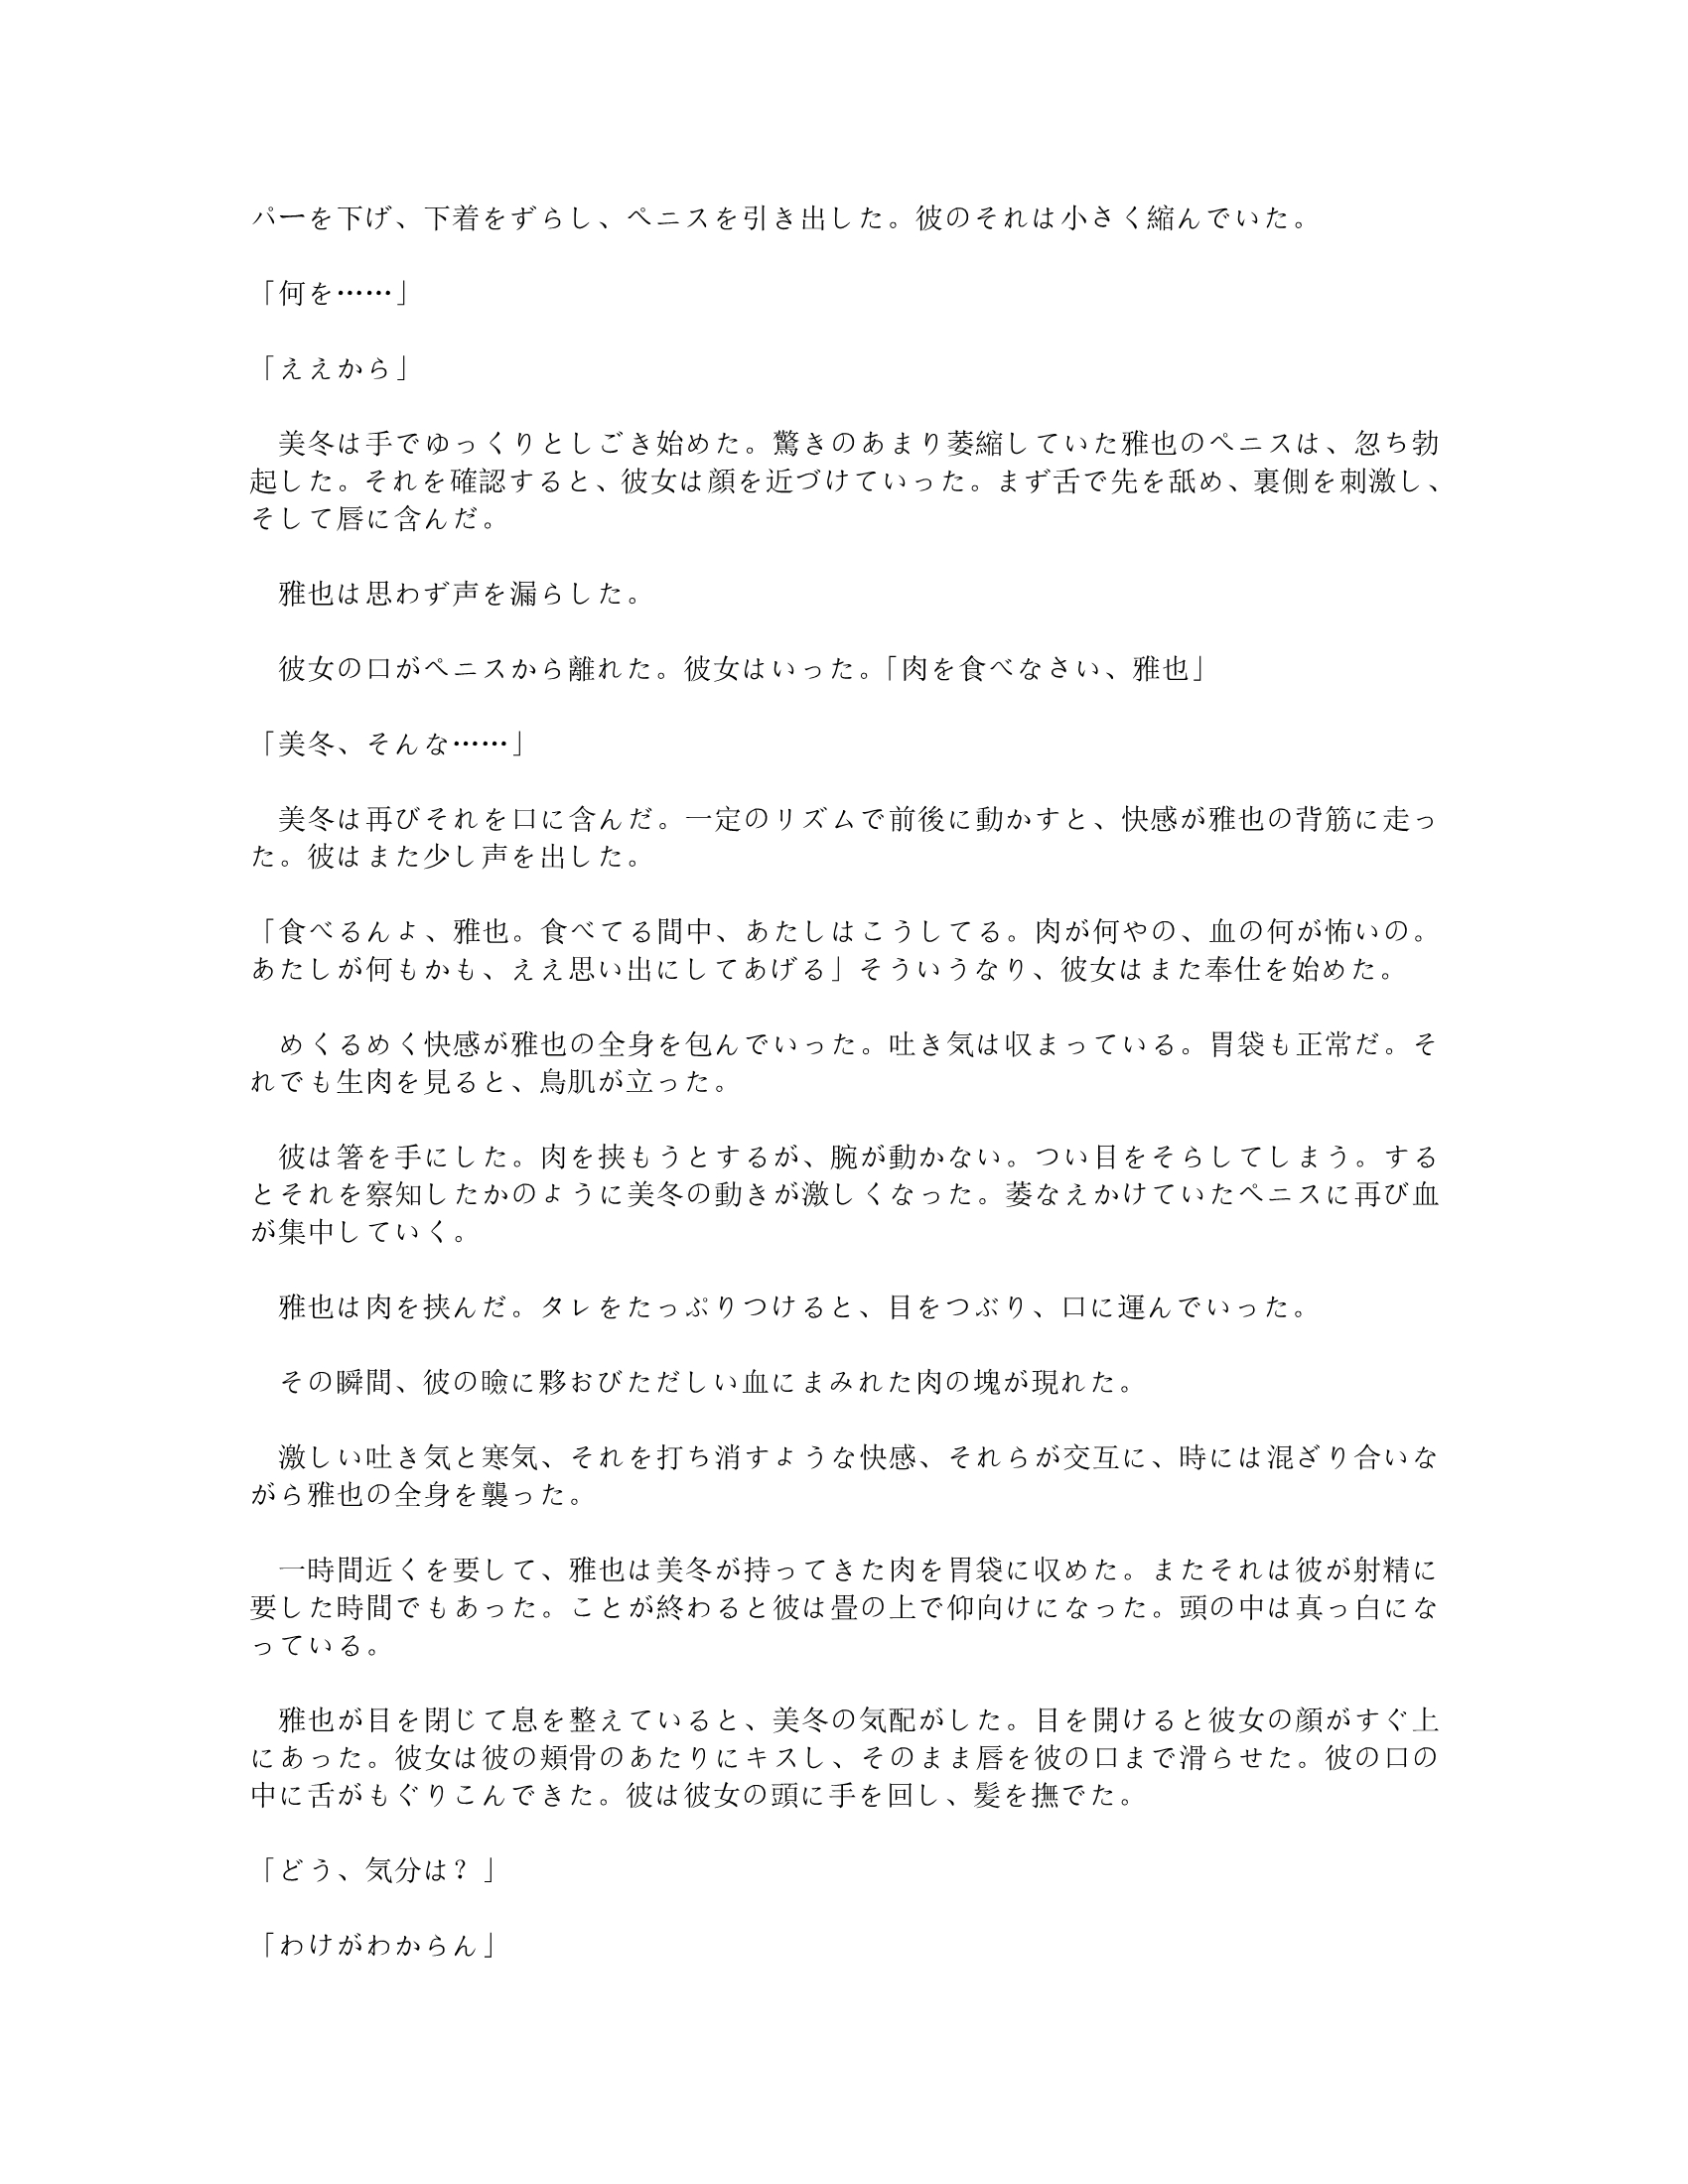 パーを下げ、下着をずらし、ペニスを引き出した。彼のそれは小さく縮んでいた。
「何を……」
「ええから」
　美冬は手でゆっくりとしごき始めた。驚きのあまり萎縮していた雅也のペニスは、忽ち勃
起した。それを確認すると、彼女は顔を近づけていった。まず舌で先を舐め、裏側を刺激し、
そして唇に含んだ。
　雅也は思わず声を漏らした。
　彼女の口がペニスから離れた。彼女はいった。「肉を食べなさい、雅也」
「美冬、そんな……」
　美冬は再びそれを口に含んだ。一定のリズムで前後に動かすと、快感が雅也の背筋に走っ
た。彼はまた少し声を出した。
「食べるんよ、雅也。食べてる間中、あたしはこうしてる。肉が何やの、血の何が怖いの。
あたしが何もかも、ええ思い出にしてあげる」そういうなり、彼女はまた奉仕を始めた。
　めくるめく快感が雅也の全身を包んでいった。吐き気は収まっている。胃袋も正常だ。そ
れでも生肉を見ると、鳥肌が立った。
　彼は箸を手にした。肉を挟もうとするが、腕が動かない。つい目をそらしてしまう。する
とそれを察知したかのように美冬の動きが激しくなった。萎なえかけていたペニスに再び血
が集中していく。
　雅也は肉を挟んだ。タレをたっぷりつけると、目をつぶり、口に運んでいった。
　その瞬間、彼の瞼に夥おびただしい血にまみれた肉の塊が現れた。
　激しい吐き気と寒気、それを打ち消すような快感、それらが交互に、時には混ざり合いな
がら雅也の全身を襲った。
　一時間近くを要して、雅也は美冬が持ってきた肉を胃袋に収めた。またそれは彼が射精に
要した時間でもあった。ことが終わると彼は畳の上で仰向けになった。頭の中は真っ白にな
っている。
　雅也が目を閉じて息を整えていると、美冬の気配がした。目を開けると彼女の顔がすぐ上
にあった。彼女は彼の頬骨のあたりにキスし、そのまま唇を彼の口まで滑らせた。彼の口の
中に舌がもぐりこんできた。彼は彼女の頭に手を回し、髪を撫でた。
「どう、気分は？」
「わけがわからん」